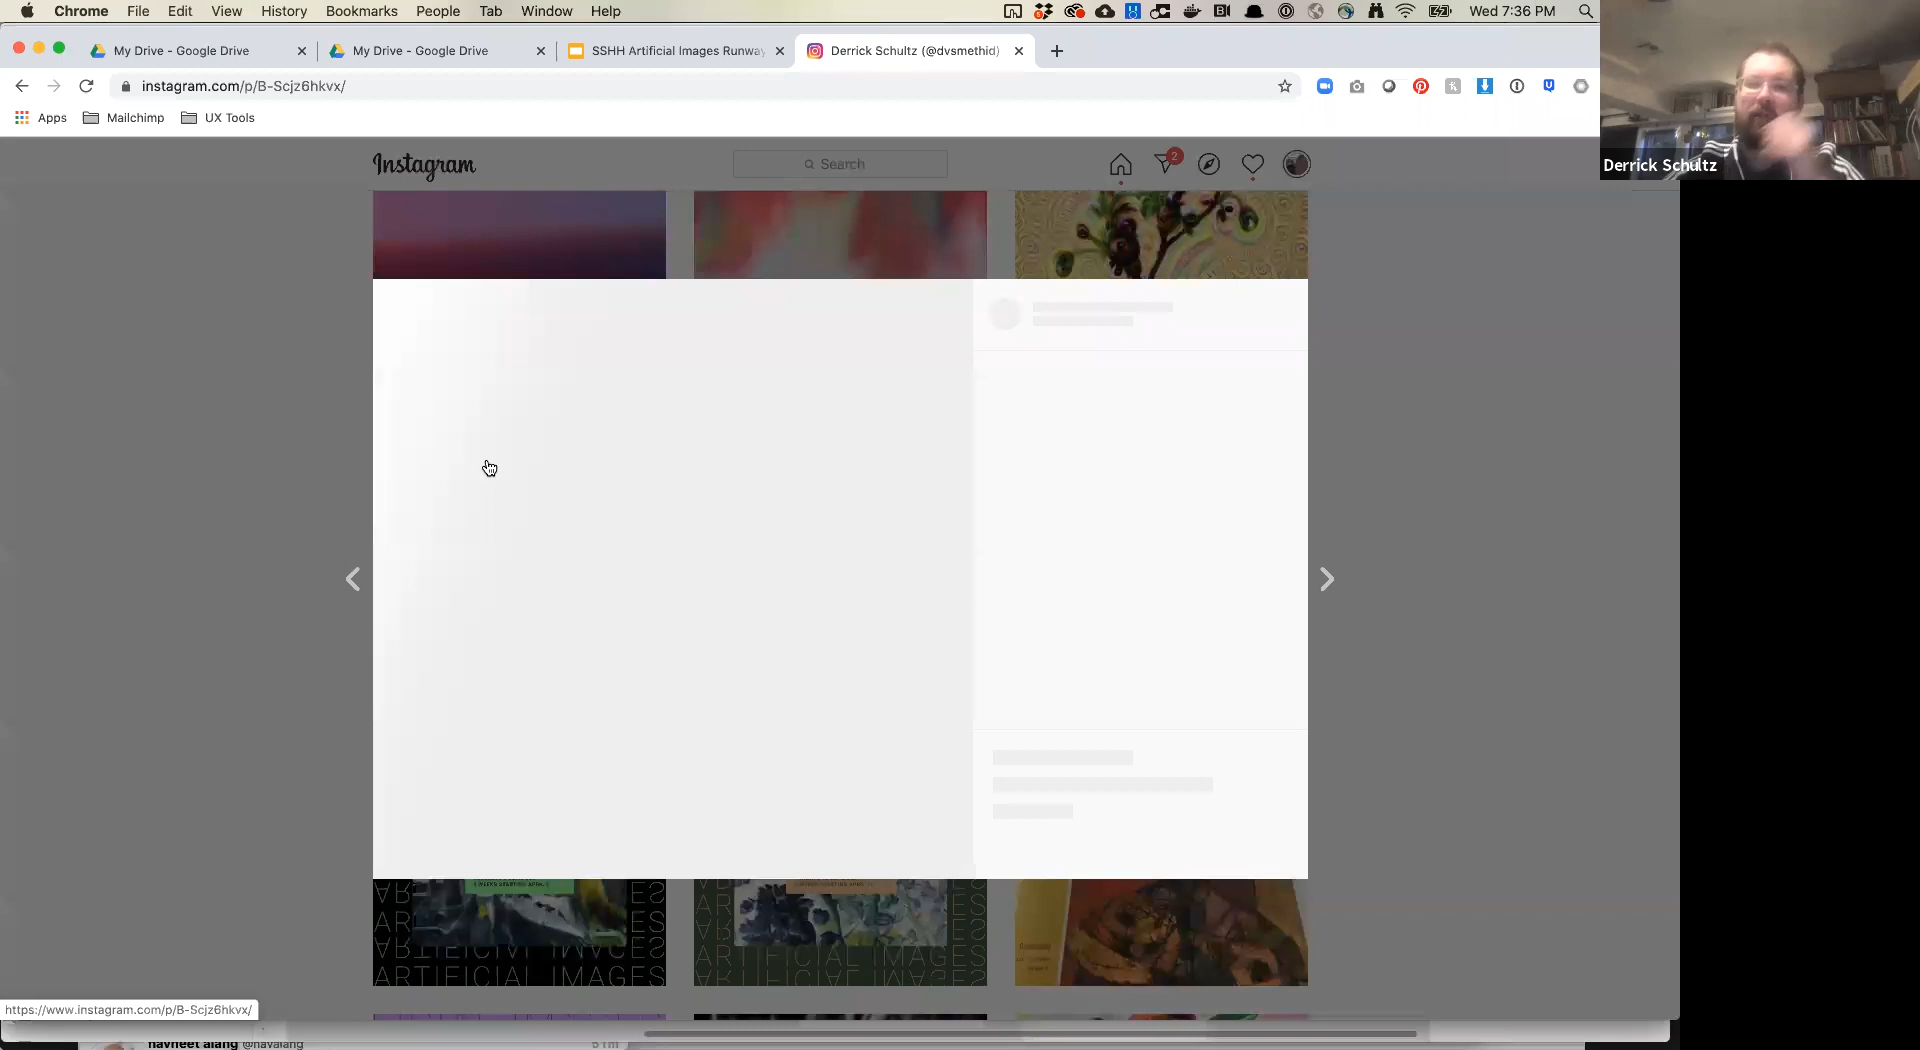 Chrome File Edit View History Bookmarks People Tab Window Help
Wed 7:36 PM
My Drive - Google Drive
My Drive - Google Drive
SSHH Artificial Images Runway
Derrick Schultz (@dvsmethid)
instagram.com/p/B-Scjz6hkvx/
Apps
Mailchimp
UX Tools
Derrick Schultz
Instagram
Search
2
ARTIFICIAL IMAGES
ARTIFICIAL IMAGES
https://www.instagram.com/p/B-Scjz6hkvx/
navneet alang @navalang
51m